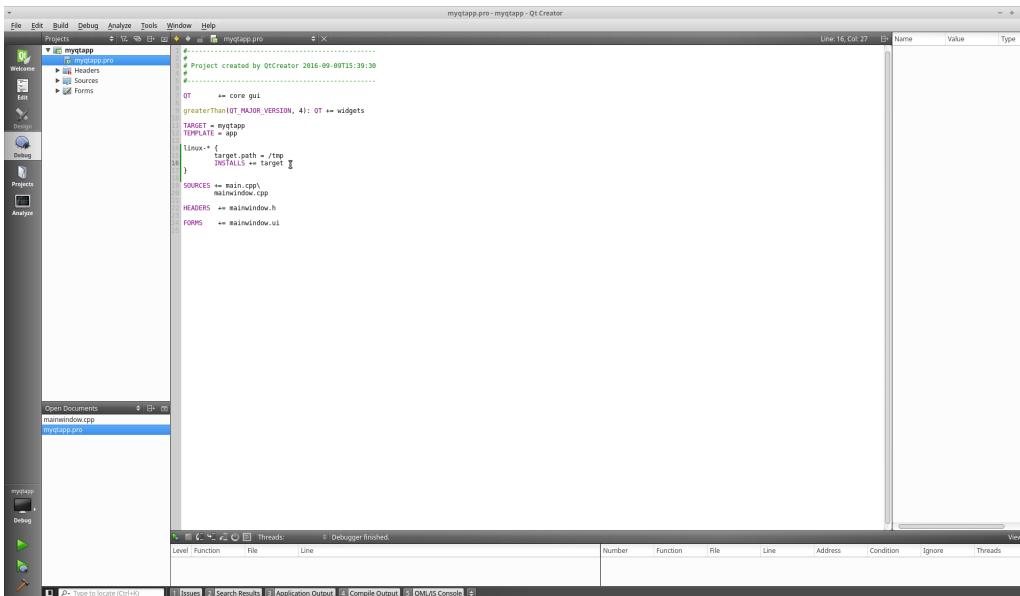 myqtapp.pro - myqtapp - Qt Creator
File Edit Build Debug Analyze Tools Window Help
Projects
myqtapp.pro
Line: 16, Col: 27
Name Value Type
Welcome
Edit
Design
Debug
Projects
Analyze
myqtapp
myqtapp.pro
Headers
Sources
Forms
#-------------------------------------------------
#
# Project created by QtCreator 2016-09-09T15:39:30
#
#-------------------------------------------------
QT += core gui
greaterThan(QT_MAJOR_VERSION, 4): QT += widgets
TARGET = myqtapp
TEMPLATE = app
linux-* {
target.path = /tmp
16 INSTALLS += target
}
SOURCES += main.cpp\
mainwindow.cpp
HEADERS += mainwindow.h
FORMS += mainwindow.ui
Open Documents
mainwindow.cpp
myqtapp.pro
myqtapp
Debug
Threads: Debugger finished.
View
Level Function File Line
Number Function File Line Address Condition Ignore Threads
Type to locate (Ctrl+K)
1 Issues 2 Search Results 3 Application Output 4 Compile Output 5 QML/JS Console